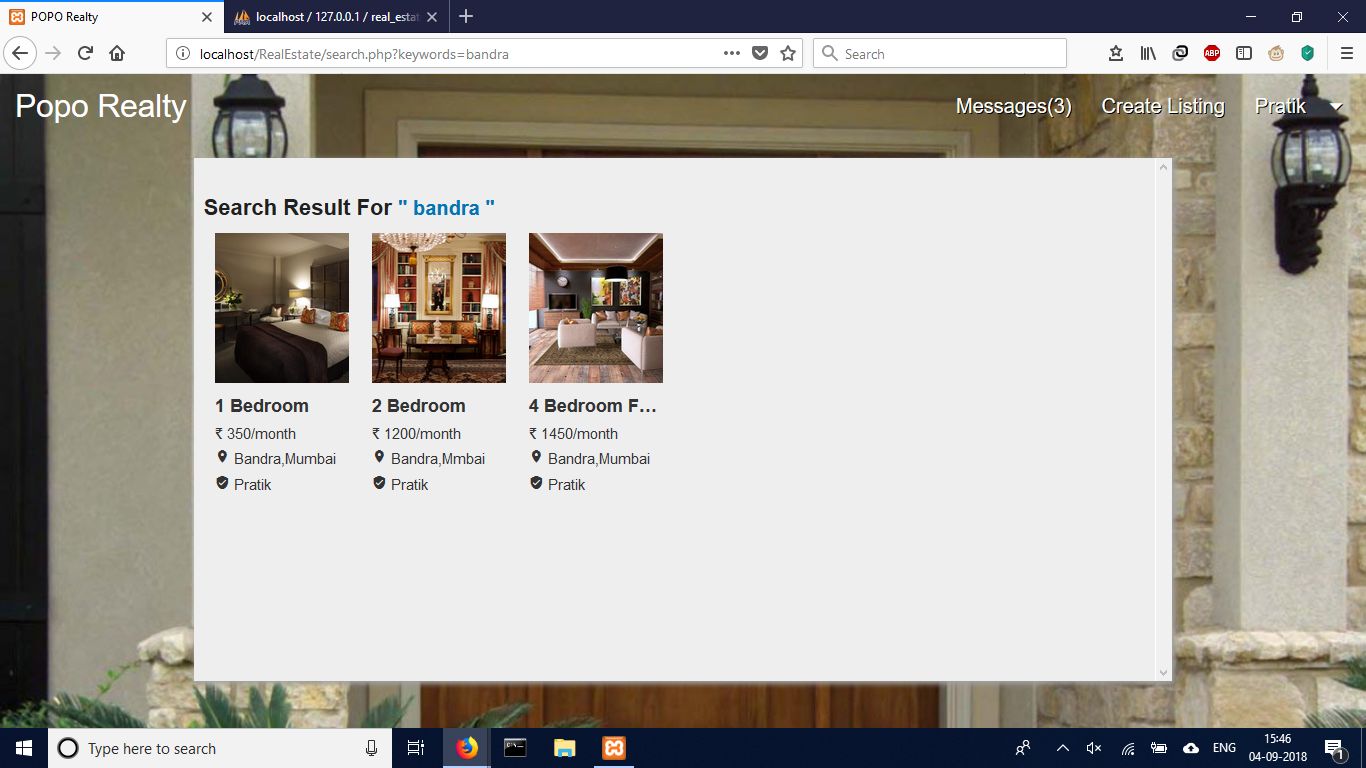 POPO Realty
localhost / 127.0.0.1 / real_esta
localhost/RealEstate/search.php?keywords=bandra
Search
ABP
Popo Realty
Messages(3)
Create Listing
Pratik
Search Result For " bandra "
1 Bedroom
₹ 350/month
Bandra,Mumbai
Pratik
2 Bedroom
₹ 1200/month
Bandra,Mmbai
Pratik
4 Bedroom F...
₹ 1450/month
Bandra,Mumbai
Pratik
Type here to search
ENG
15:46
04-09-2018
1